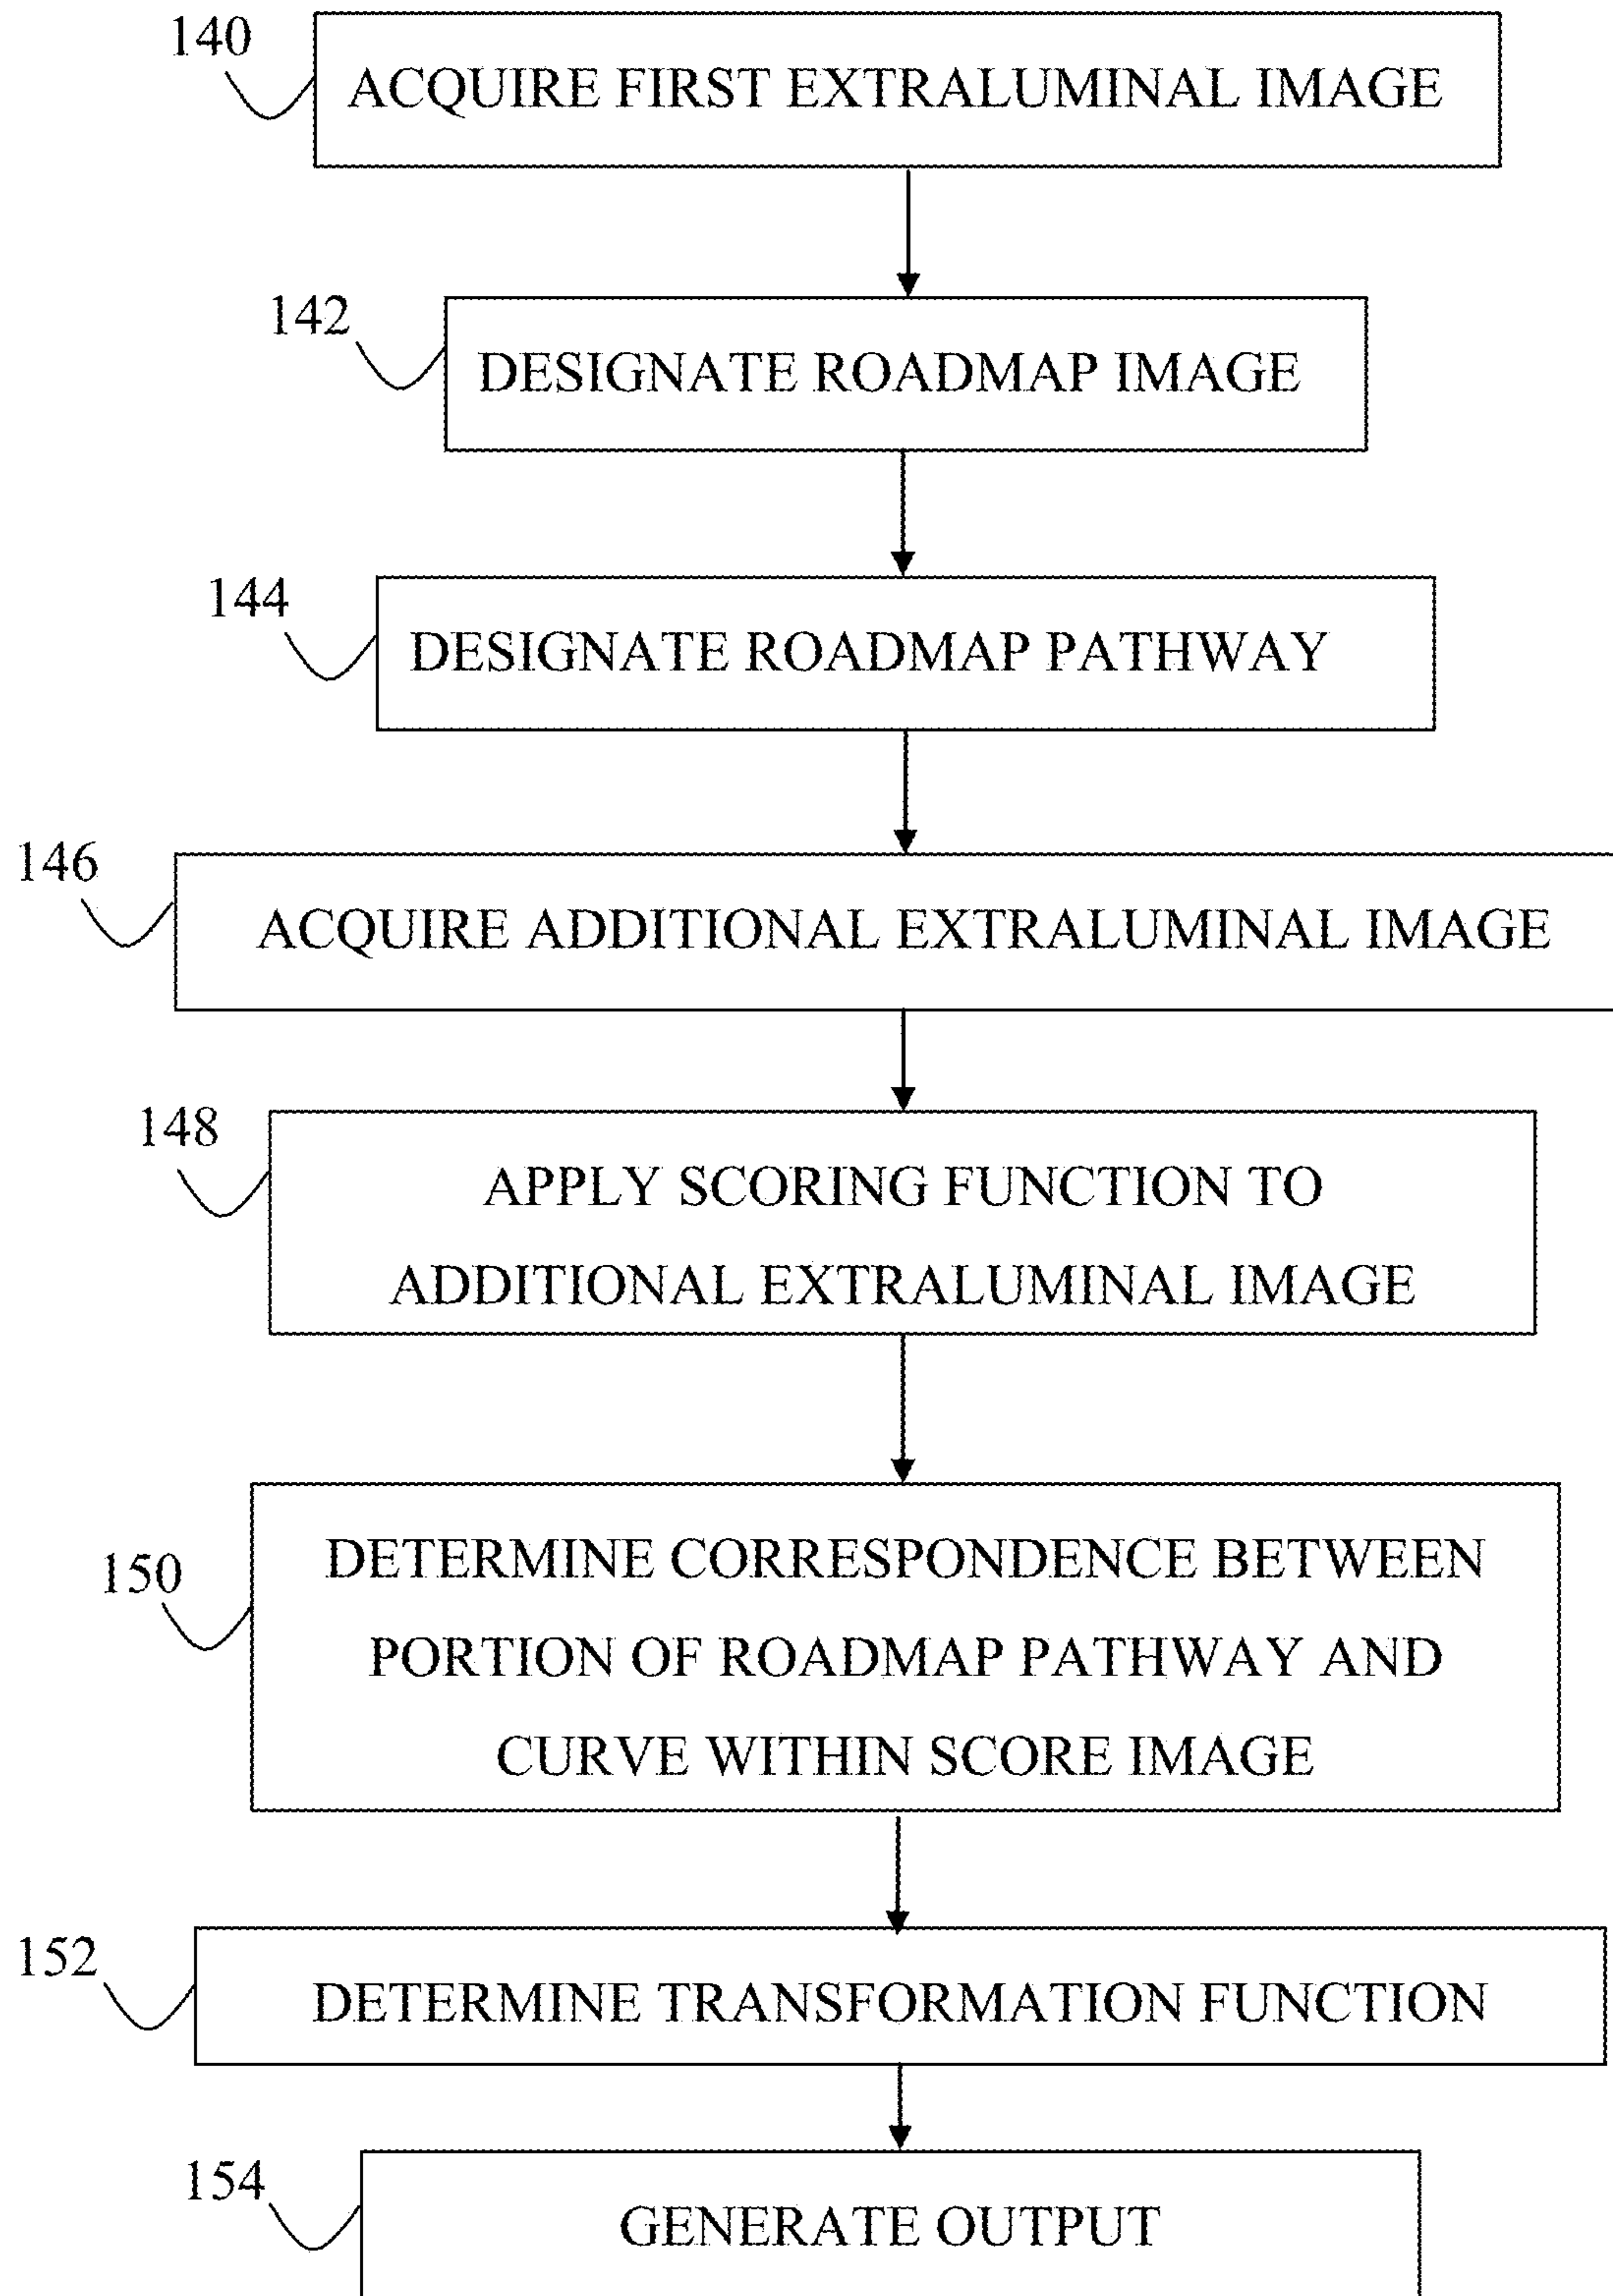 140
ACQUIRE FIRST EXTRALUMINAL IMAGE
142
DESIGNATE ROADMAP IMAGE
144
DESIGNATE ROADMAP PATHWAY
146
ACQUIRE ADDITIONAL EXTRALUMINAL IMAGE
148
APPLY SCORING FUNCTION TO
ADDITIONAL EXTRALUMINAL IMAGE
150
DETERMINE CORRESPONDENCE BETWEEN
PORTION OF ROADMAP PATHWAY AND
CURVE WITHIN SCORE IMAGE
152
DETERMINE TRANSFORMATION FUNCTION
154
GENERATE OUTPUT